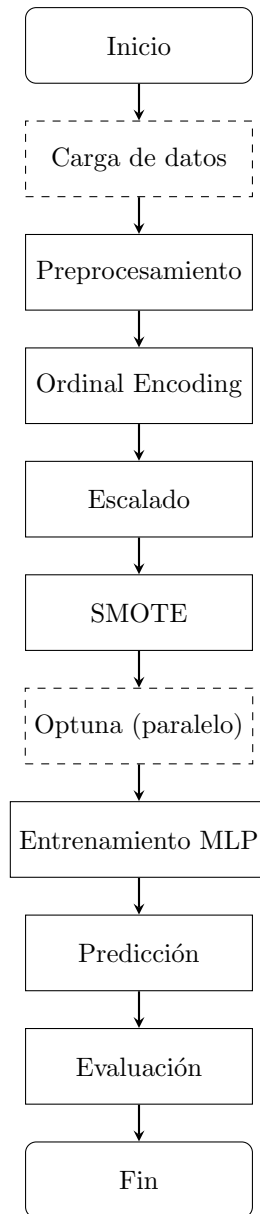 Inicio
Carga de datos
Preprocesamiento
Ordinal Encoding
Escalado
SMOTE
Optuna (paralelo)
Entrenamiento MLP
Predicción
Evaluación
Fin